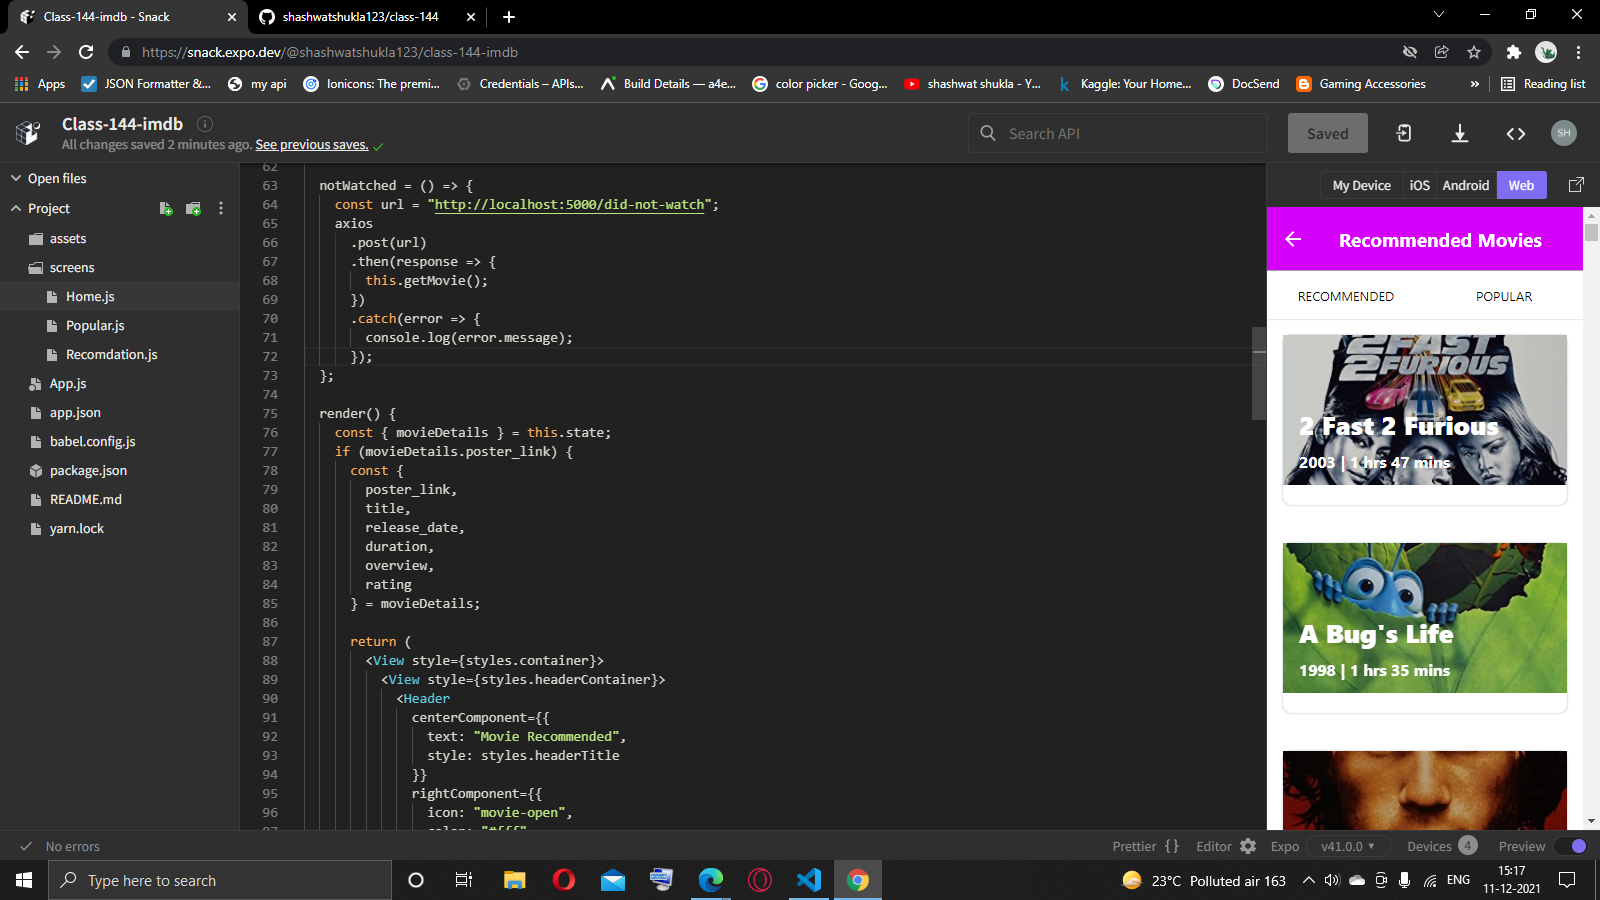 Class-144-imdb - Snack
shashwatshukla123/class-144
https://snack.expo.dev/@shashwatshukla123/class-144-imdb
Apps JSON Formatter &... my api Ionicons: The premi... Credentials – APIs... Build Details — a4e... color picker - Goog... shashwat shukla - Y... Kaggle: Your Home... DocSend Gaming Accessories » Reading list
Class-144-imdb
All changes saved 2 minutes ago. See previous saves.
Search API
Saved
SH
Open files
Project
assets
screens
Home.js
Popular.js
Recomdation.js
App.js
app.json
babel.config.js
package.json
README.md
yarn.lock
62
63 notWatched = () => {
64 const url = "http://localhost:5000/did-not-watch";
65 axios
66 .post(url)
67 .then(response => {
68 this.getMovie();
69 })
70 .catch(error => {
71 console.log(error.message);
72 });
73 };
74
75 render() {
76 const { movieDetails } = this.state;
77 if (movieDetails.poster_link) {
78 const {
79 poster_link,
80 title,
81 release_date,
82 duration,
83 overview,
84 rating
85 } = movieDetails;
86
87 return (
88 <View style={styles.container}>
89 <View style={styles.headerContainer}>
90 <Header
91 centerComponent={{
92 text: "Movie Recommended",
93 style: styles.headerTitle
94 }}
95 rightComponent={{
96 icon: "movie-open",
97 color: "#fff"
My Device iOS Android Web
Recommended Movies
RECOMMENDED POPULAR
2 FAST
2 FURIOUS
2 Fast 2 Furious
2003 | 1 hrs 47 mins
A Bug's Life
1998 | 1 hrs 35 mins
No errors
Prettier {} Editor Expo v41.0.0 Devices 4 Preview
Type here to search
23°C Polluted air 163
ENG
15:17
11-12-2021